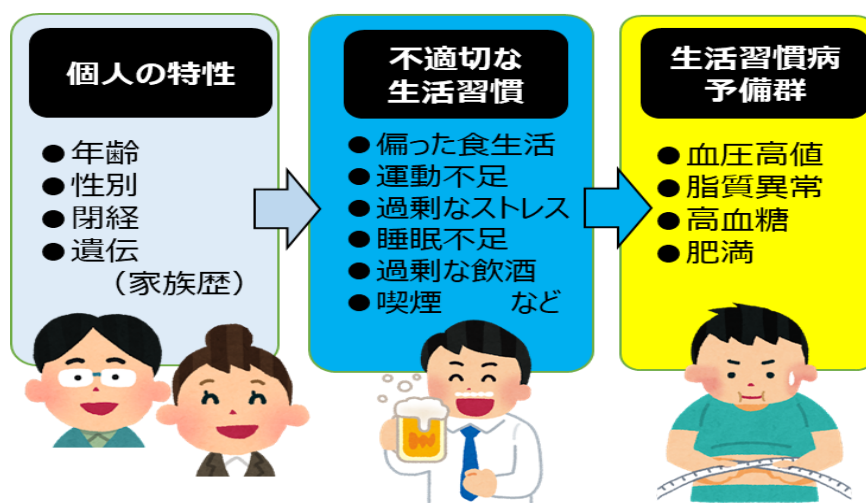 個人の特性
●年齢
●性別
●閉経
●遺伝
（家族歴）
不適切な
生活習慣
●偏った食生活
●運動不足
●過剰なストレス
●睡眠不足
●過剰な飲酒
●喫煙 など
生活習慣病
予備群
●血圧高値
●脂質異常
●高血糖
●肥満